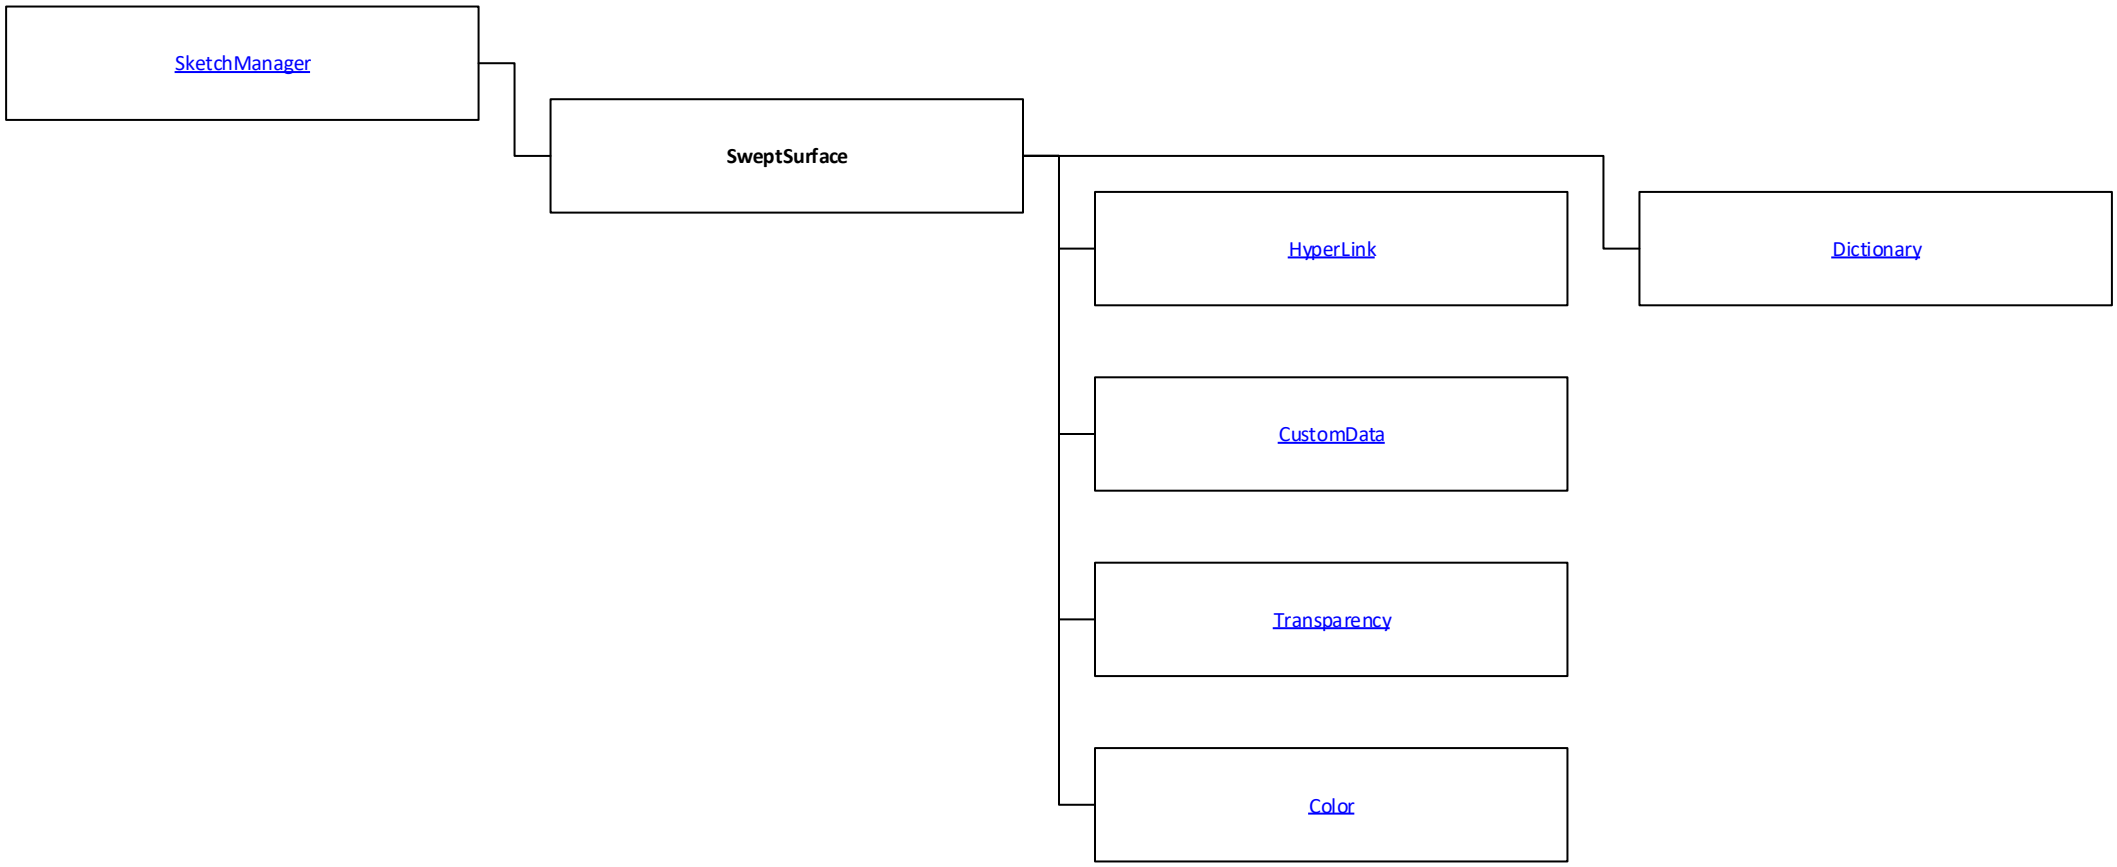 SketchManager
SweptSurface
HyperLink
Dictionary
CustomData
Transparency
Color